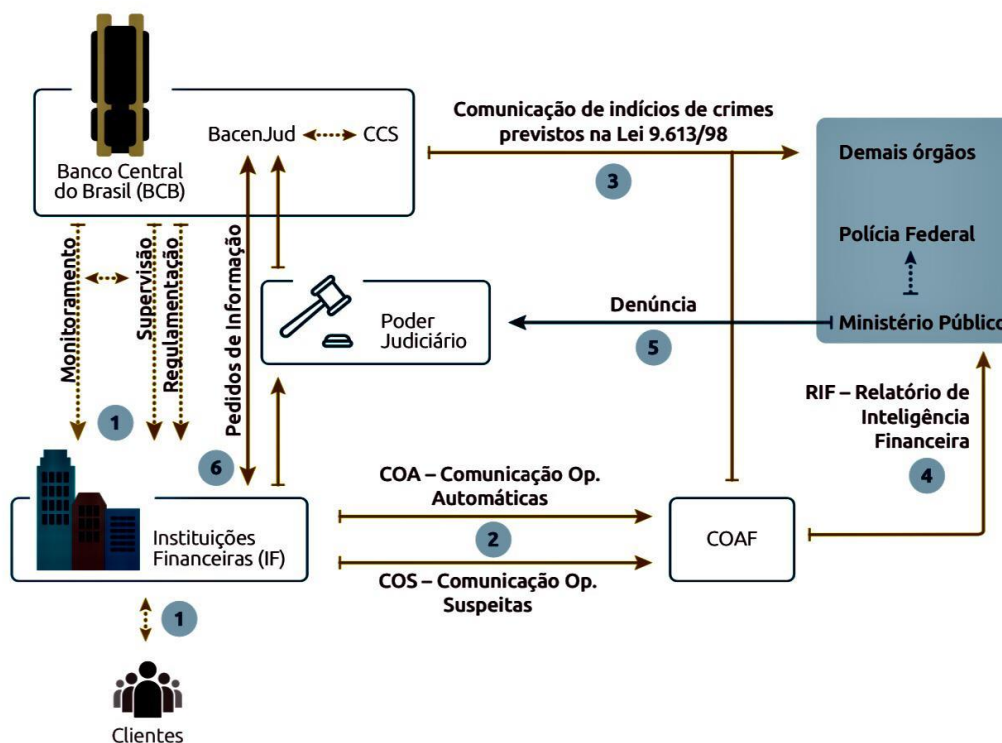 BacenJud
CCS
Banco Central
do Brasil (BCB)
Comunicação de indícios de crimes
previstos na Lei 9.613/98
3
Demais órgãos
Polícia Federal
Ministério Público
Monitoramento
Supervisão
Regulamentação
Pedidos de Informação
Poder
Judiciário
Denúncia
5
RIF – Relatório de
Inteligência
Financeira
4
1
6
COA – Comunicação Op.
Automáticas
2
COS – Comunicação Op.
Suspeitas
COAF
Instituições
Financeiras (IF)
1
Clientes